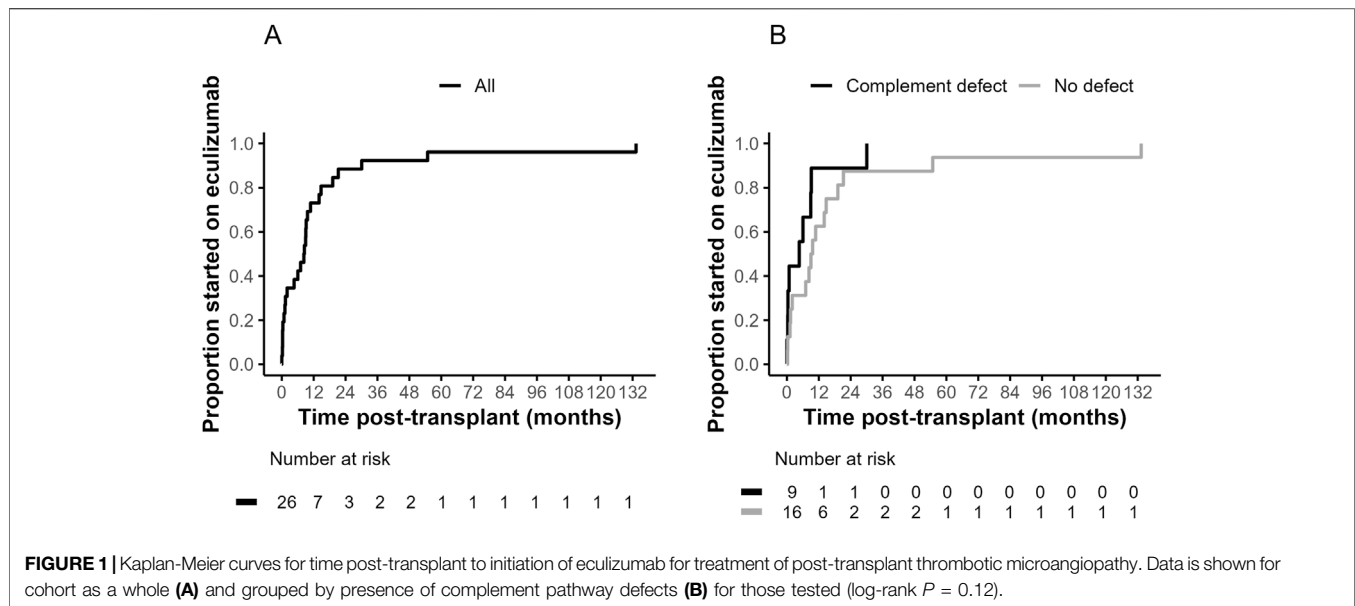 A
All
Proportion started on eculizumab
1.0
0.8
0.6
0.4
0.2
0.0
0 12 24 36 48 60 72 84 96 108 120 132
Time post-transplant (months)
Number at risk
26 7 3 2 2 1 1 1 1 1 1 1
B
Complement defect No defect
Proportion started on eculizumab
1.0
0.8
0.6
0.4
0.2
0.0
0 12 24 36 48 60 72 84 96 108 120 132
Time post-transplant (months)
Number at risk
9 1 1 0 0 0 0 0 0 0 0 0
16 6 2 2 2 1 1 1 1 1 1 1
FIGURE 1 | Kaplan-Meier curves for time post-transplant to initiation of eculizumab for treatment of post-transplant thrombotic microangiopathy. Data is shown for
cohort as a whole (A) and grouped by presence of complement pathway defects (B) for those tested (log-rank P = 0.12).